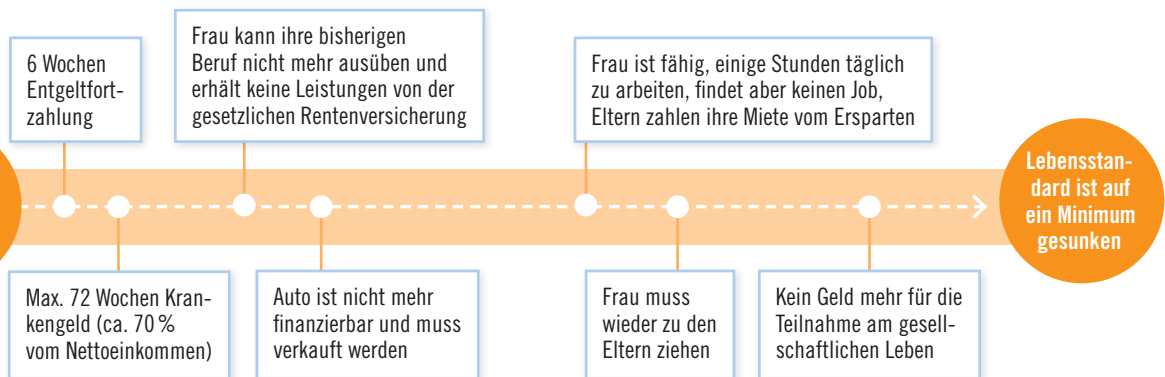 6 Wochen
Entgeltfort-
zahlung
Max. 72 Wochen Kran-
kengeld (ca. 70 %
vom Nettoeinkommen)
Frau kann ihre bisherigen
Beruf nicht mehr ausüben und
erhält keine Leistungen von der
gesetzlichen Rentenversicherung
Auto ist nicht mehr
finanzierbar und muss
verkauft werden
Frau ist fähig, einige Stunden täglich
zu arbeiten, findet aber keinen Job,
Eltern zahlen ihre Miete vom Ersparten
Frau muss
wieder zu den
Eltern ziehen
Kein Geld mehr für die
Teilnahme am gesell-
schaftlichen Leben
Lebensstan-
dard ist auf
ein Minimum
gesunken